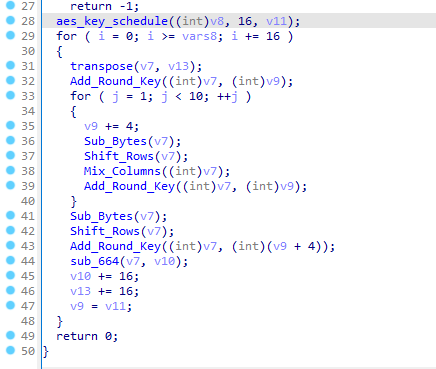 27 return -1;
28 aes_key_schedule((int)v8, 16, v11);
29 for ( i = 0; i >= vars8; i += 16 )
30 {
31 transpose(v7, v13);
32 Add_Round_Key((int)v7, (int)v9);
33 for ( j = 1; j < 10; ++j )
34 {
35 v9 += 4;
36 Sub_Bytes(v7);
37 Shift_Rows(v7);
38 Mix_Columns((int)v7);
39 Add_Round_Key((int)v7, (int)v9);
40 }
41 Sub_Bytes(v7);
42 Shift_Rows(v7);
43 Add_Round_Key((int)v7, (int)(v9 + 4));
44 sub_664(v7, v10);
45 v10 += 16;
46 v13 += 16;
47 v9 = v11;
48 }
49 return 0;
50 }